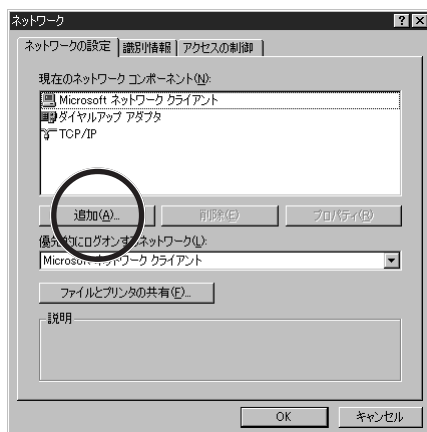 ネットワーク
ネットワークの設定 識別情報 アクセスの制御
現在のネットワーク コンポーネント(N):
Microsoft ネットワーク クライアント
ダイヤルアップ アダプタ
TCP/IP
追加(A)... 削除(E) プロパティ(R)
優先的にログオンするネットワーク(L):
Microsoft ネットワーク クライアント
ファイルとプリンタの共有(F)...
説明
OK キャンセル